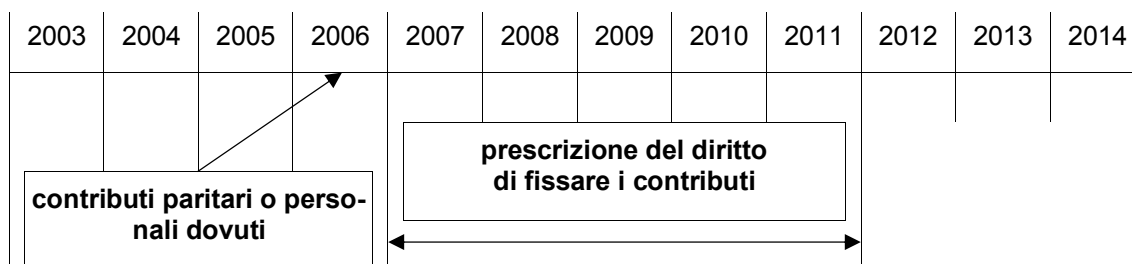 2003 2004 2005 2006 2007 2008 2009 2010 2011 2012 2013 2014
prescrizione del diritto
di fissare i contributi
contributi paritari o perso-
nali dovuti